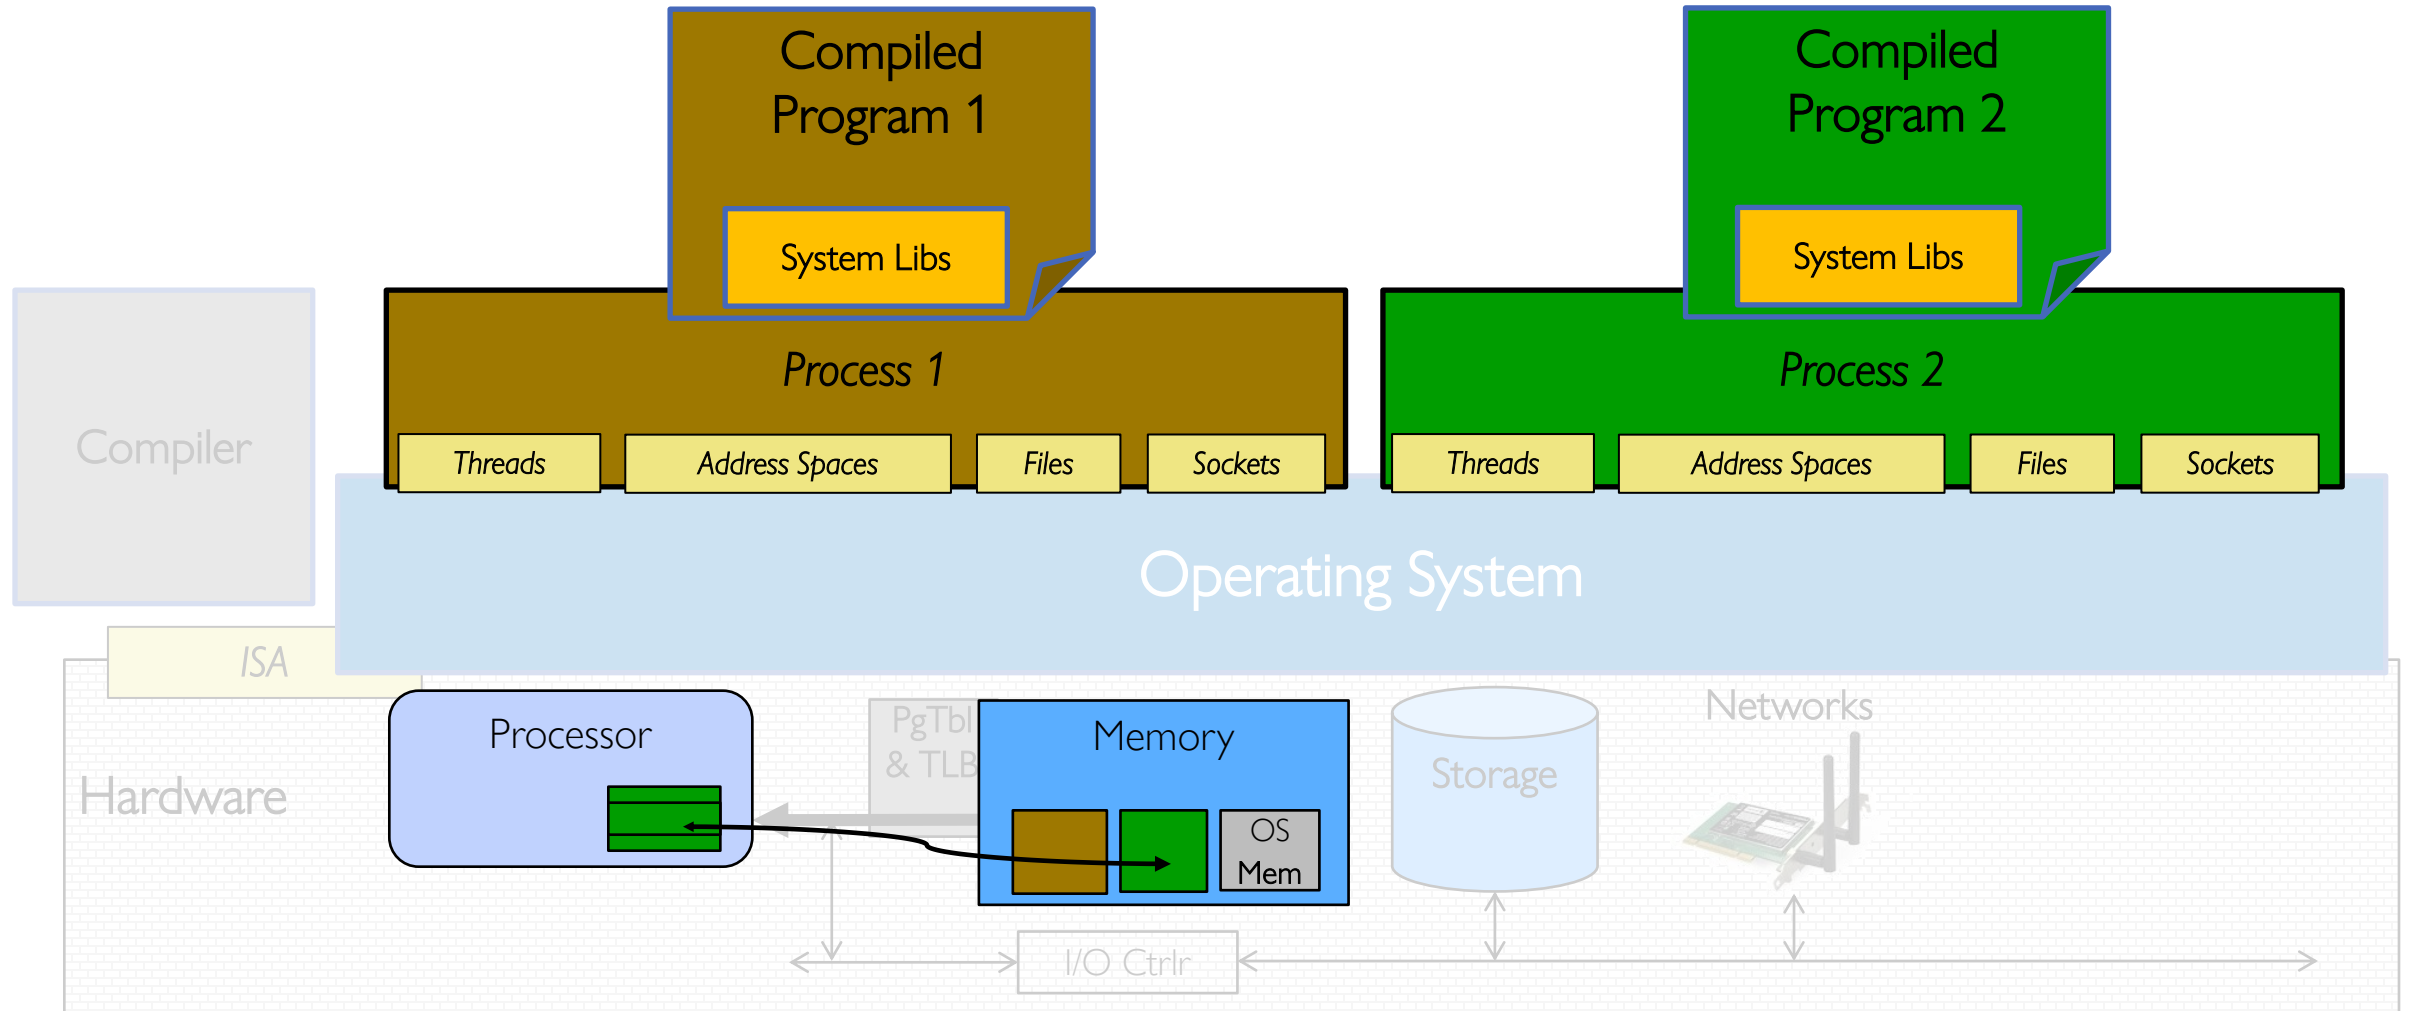 Compiled
Program 1
System Libs
Compiled
Program 2
System Libs
Process 1
Process 2
Compiler
Threads
Address Spaces
Files
Sockets
Threads
Address Spaces
Files
Sockets
Operating System
ISA
Hardware
Processor
PgTbl
& TLB
Memory
OS
Mem
Storage
Networks
I/O Ctrlr